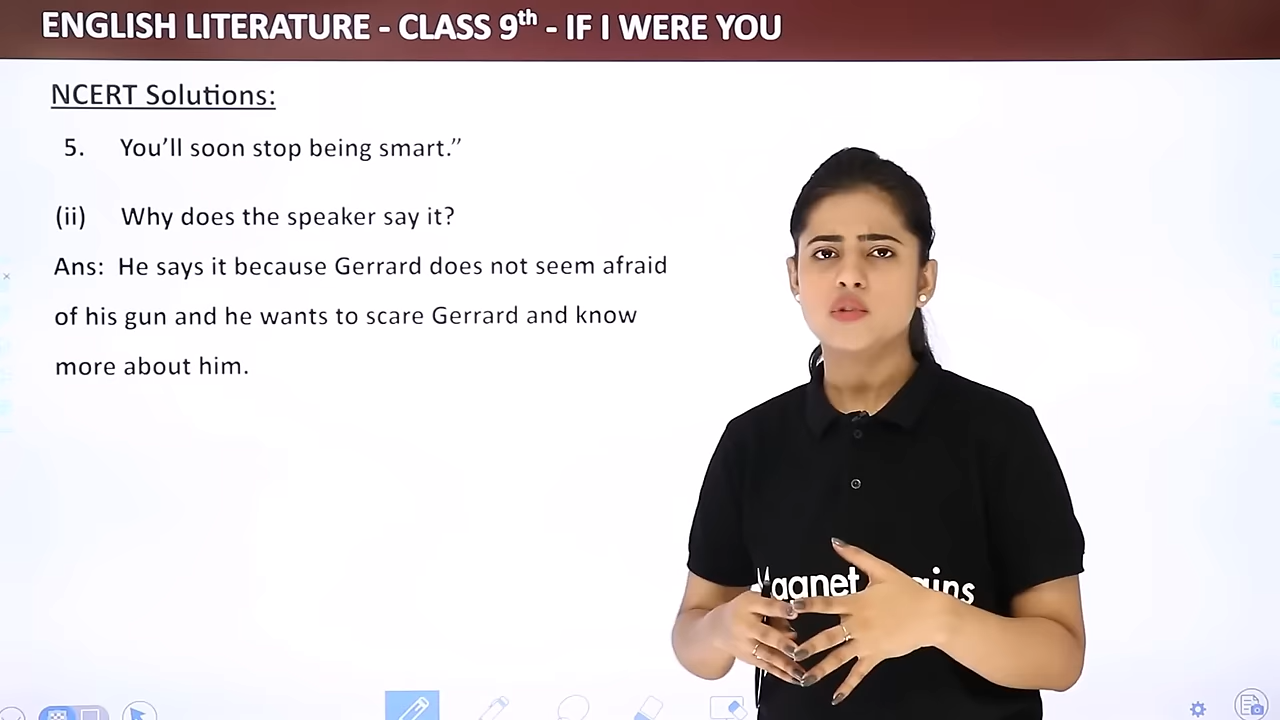 ENGLISH LITERATURE - CLASS 9th - IF I WERE YOU
NCERT Solutions:
5. You'll soon stop being smart.”
(ii) Why does the speaker say it?
Ans: He says it because Gerrard does not seem afraid
of his gun and he wants to scare Gerrard and know
more about him.